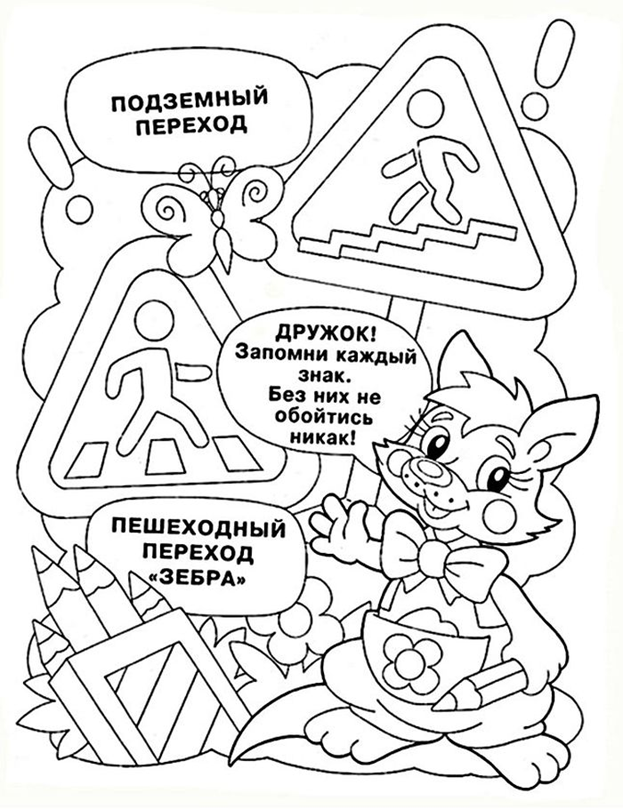 ПОДЗЕМНЫЙ
ПЕРЕХОД
ДРУЖОК!
Запомни каждый
знак.
Без них не
обойтись
никак!
ПЕШЕХОДНЫЙ
ПЕРЕХОД
«ЗЕБРА»